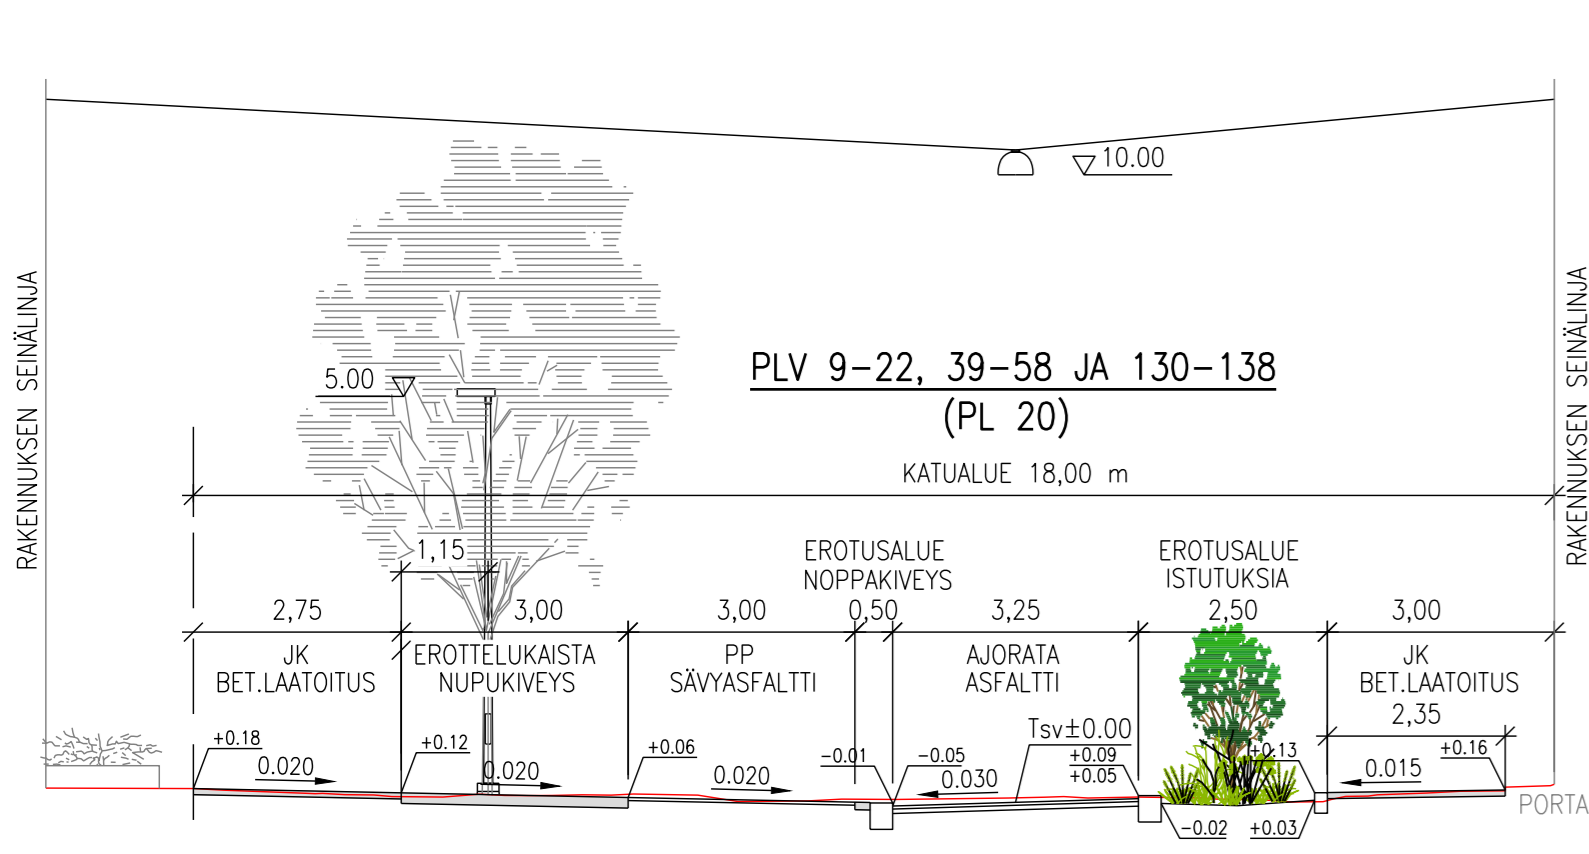 10.00
RAKENNUKSEN SEINÄLINJA
RAKENNUKSEN SEINÄLINJA
5.00
PLV 9-22, 39-58 JA 130-138
(PL 20)
KATUALUE 18,00 m
1,15
EROTUSALUE
NOPPAKIVEYS
EROTUSALUE
ISTUTUKSIA
2,75
3,00
3,00
0,50
3,25
2,50
3,00
JK
BET.LAATOITUS
EROTTELUKAISTA
NUPUKIVEYS
PP
SÄVYASFALTTI
AJORATA
ASFALTTI
JK
BET.LAATOITUS
2,35
+0.18
0.020
+0.12
0.020
+0.06
0.020
-0.01
-0.05
0.030
Tsv±0.00
+0.09
+0.05
+0.13
+0.16
0.015
-0.02
+0.03
PORTA